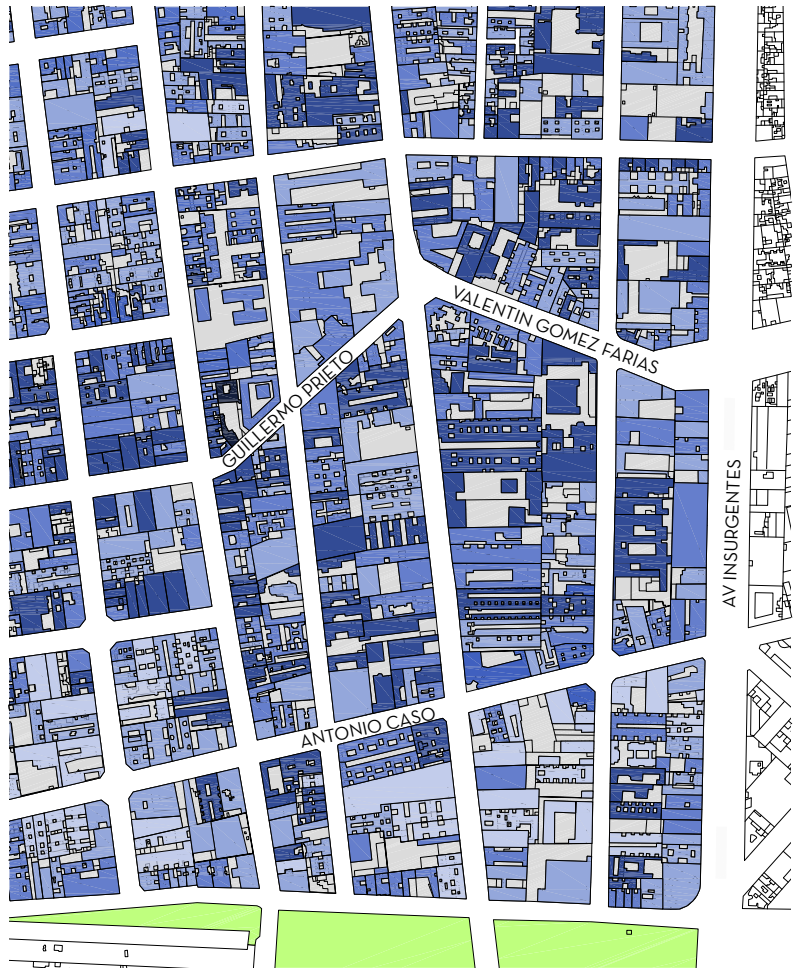 VALENTIN GOMEZ FARIAS
GUILLERMO PRIETO
AV INSURGENTES
ANTONIO CASO